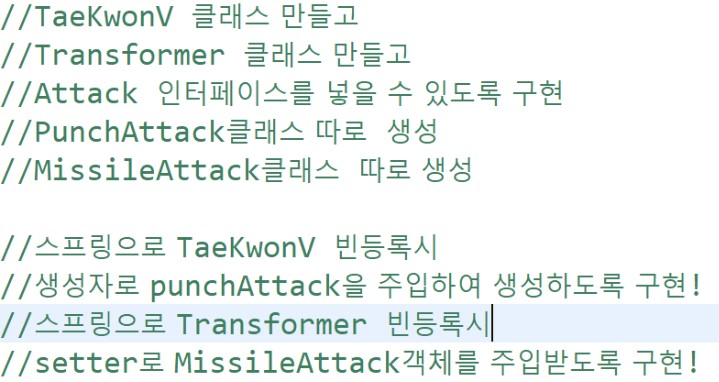 //TaeKwonV 클래스 만들고
//Transformer 클래스 만들고
//Attack 인터페이스를 넣을 수 있도록 구현
//PunchAttack클래스 따로 생성
//MissileAttack클래스 따로 생성
//스프링으로 TaeKwonV 빈등록시
//생성자로 punchAttack을 주입하여 생성하도록 구현!
//스프링으로 Transformer 빈등록시
//setter로 MissileAttack객체를 주입받도록 구현!